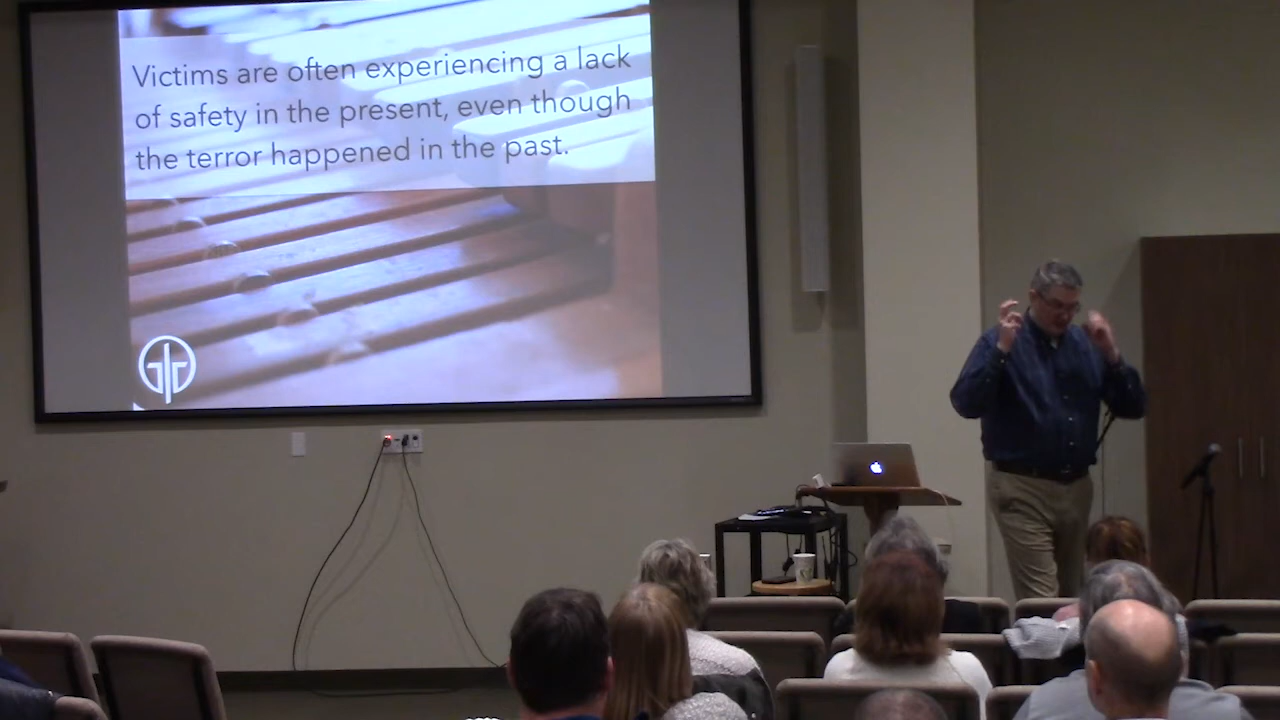 Victims are often experiencing a lack
of safety in the present, even though
the terror happened in the past.